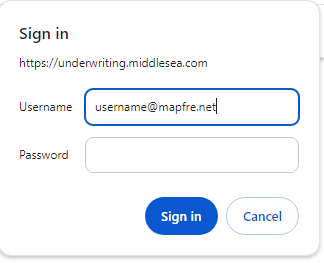 Sign in
https://underwriting.middlesea.com
Username username@mapfre.net
Password
Sign in Cancel